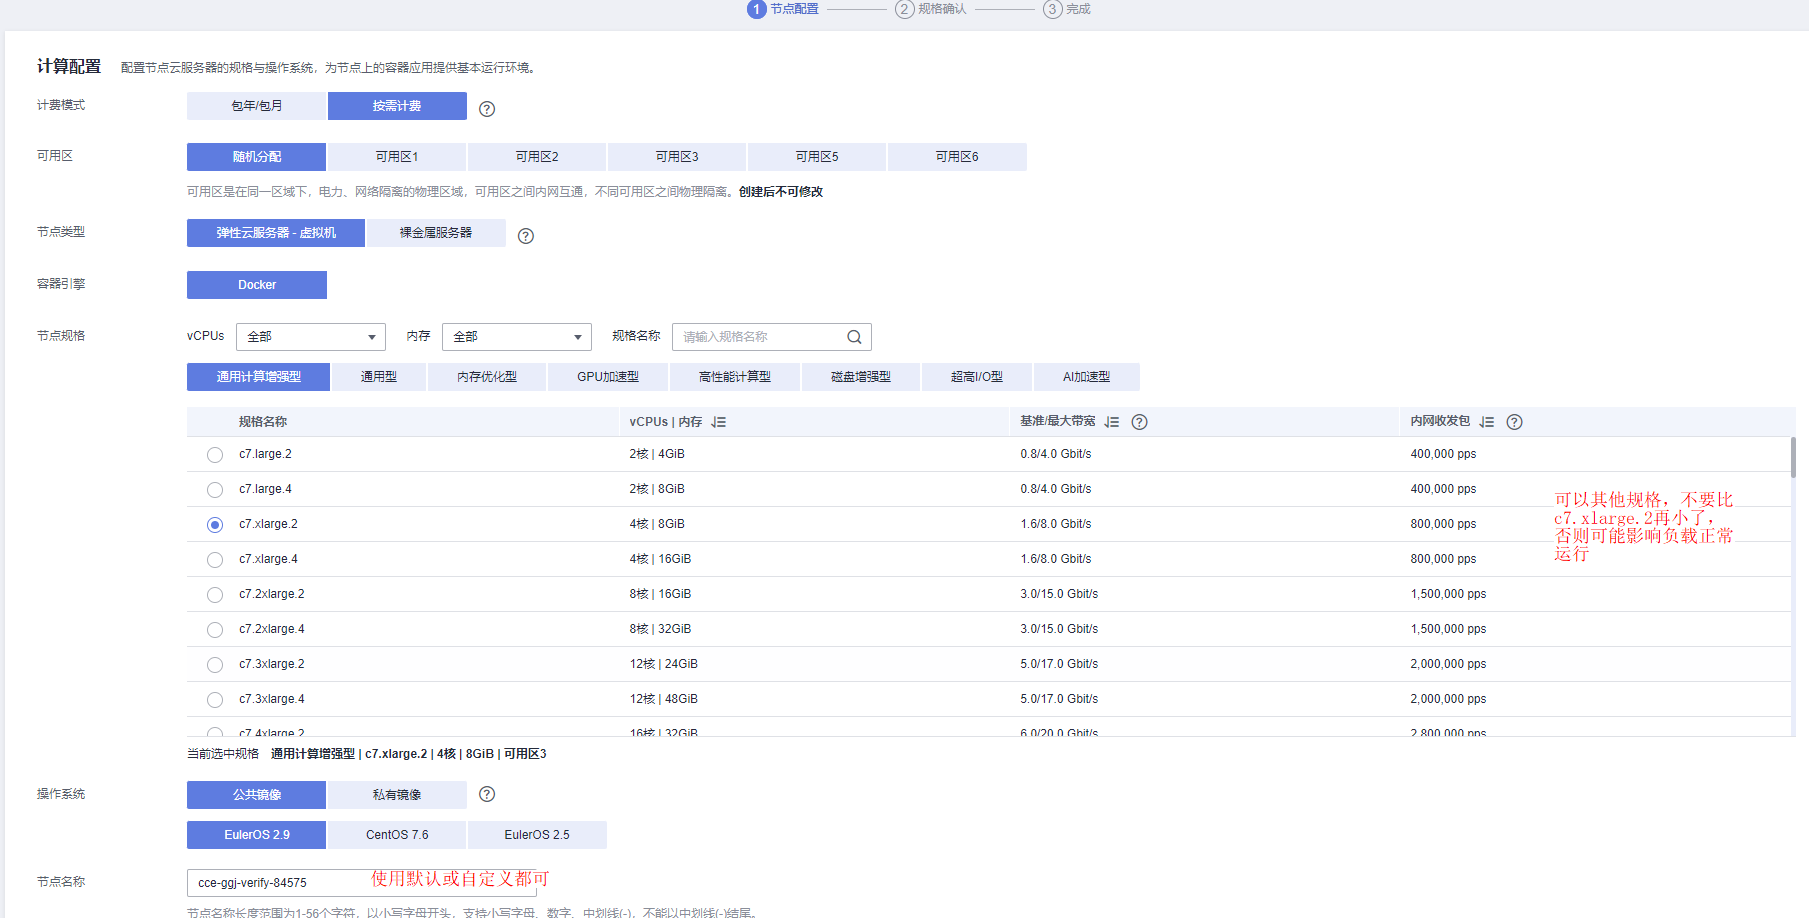 1 节点配置 2 规格确认 3 完成
计算配置 配置节点云服务器的规格与操作系统，为节点上的容器应用提供基本运行环境。
计费模式 包年/包月 按需计费 ?
可用区 随机分配 可用区1 可用区2 可用区3 可用区5 可用区6
可用区是在同一区域下，电力、网络隔离的物理区域，可用区之间内网互通，不同可用区之间物理隔离。创建后不可修改
节点类型 弹性云服务器 - 虚拟机 裸金属服务器 ?
容器引擎 Docker
节点规格 vCPUs 全部 内存 全部 规格名称 请输入规格名称
通用计算增强型 通用型 内存优化型 GPU加速型 高性能计算型 磁盘增强型 超高I/O型 AI加速型
规格名称 vCPUs | 内存 基准/最大带宽 ? 内网收发包 ?
c7.large.2 2核 | 4GiB 0.8/4.0 Gbit/s 400,000 pps
c7.large.4 2核 | 8GiB 0.8/4.0 Gbit/s 400,000 pps
c7.xlarge.2 4核 | 8GiB 1.6/8.0 Gbit/s 800,000 pps
c7.xlarge.4 4核 | 16GiB 1.6/8.0 Gbit/s 800,000 pps
可以其他规格，不要比
c7.xlarge.2再小了，
否则可能影响负载正常
运行
c7.2xlarge.2 8核 | 16GiB 3.0/15.0 Gbit/s 1,500,000 pps
c7.2xlarge.4 8核 | 32GiB 3.0/15.0 Gbit/s 1,500,000 pps
c7.3xlarge.2 12核 | 24GiB 5.0/17.0 Gbit/s 2,000,000 pps
c7.3xlarge.4 12核 | 48GiB 5.0/17.0 Gbit/s 2,000,000 pps
c7.4xlarge.2 16核 | 32GiB 6.0/20.0 Gbit/s 2,800,000 pps
当前选中规格 通用计算增强型 | c7.xlarge.2 | 4核 | 8GiB | 可用区3
操作系统 公共镜像 私有镜像 ?
EulerOS 2.9 CentOS 7.6 EulerOS 2.5
节点名称 cce-ggj-verify-84575 使用默认或自定义都可
节点名称长度范围为1-56个字符，以小写字母开头，支持小写字母、数字、中划线(-)，不能以中划线(-)结尾。